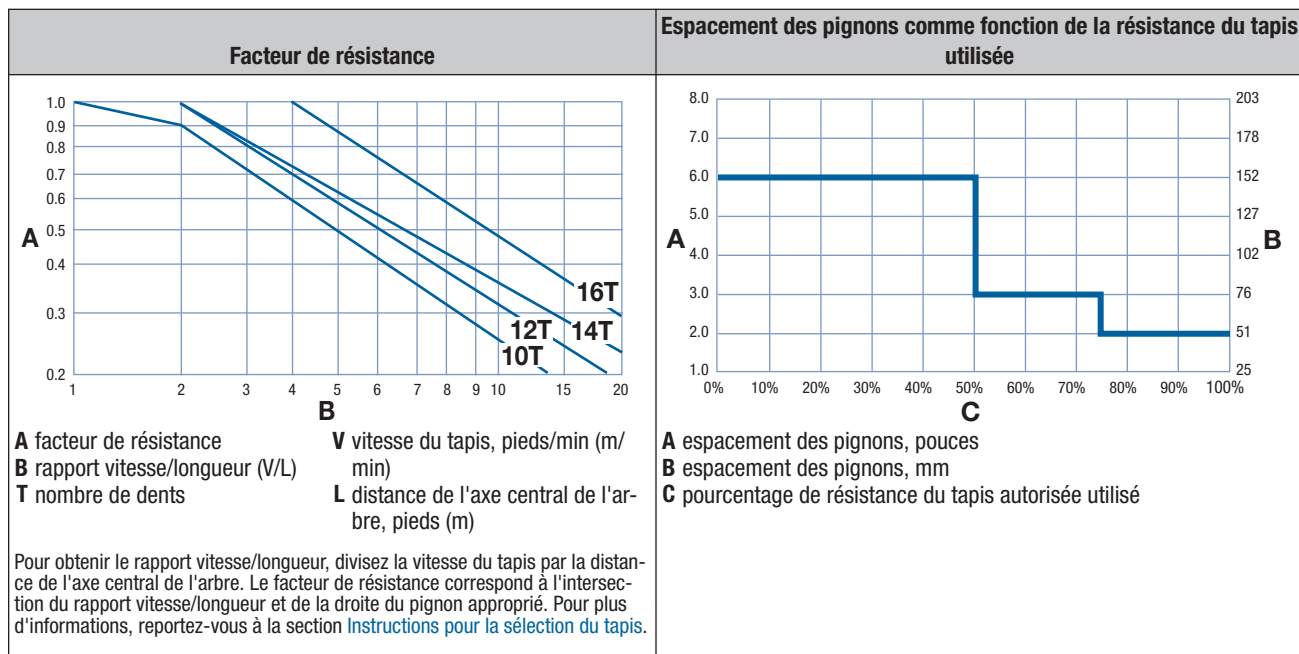 Facteur de résistance
Espacement des pignons comme fonction de la résistance du tapis
utilisée
1.0
0.9
0.8
0.7
0.6
0.5
0.4
0.3
0.2
A
1 2 3 4 5 6 7 8 9 10 15 20
B
16T
14T
12T
10T
A facteur de résistance
B rapport vitesse/longueur (V/L)
T nombre de dents
V vitesse du tapis, pieds/min (m/
min)
L distance de l'axe central de l'ar-
bre, pieds (m)
Pour obtenir le rapport vitesse/longueur, divisez la vitesse du tapis par la distan-
ce de l'axe central de l'arbre. Le facteur de résistance correspond à l'intersec-
tion du rapport vitesse/longueur et de la droite du pignon approprié. Pour plus
d'informations, reportez-vous à la section Instructions pour la sélection du tapis.
8.0
7.0
6.0
5.0
4.0
3.0
2.0
1.0
A
203
178
152
127
102
76
51
25
B
0% 10% 20% 30% 40% 50% 60% 70% 80% 90% 100%
C
A espacement des pignons, pouces
B espacement des pignons, mm
C pourcentage de résistance du tapis autorisée utilisé